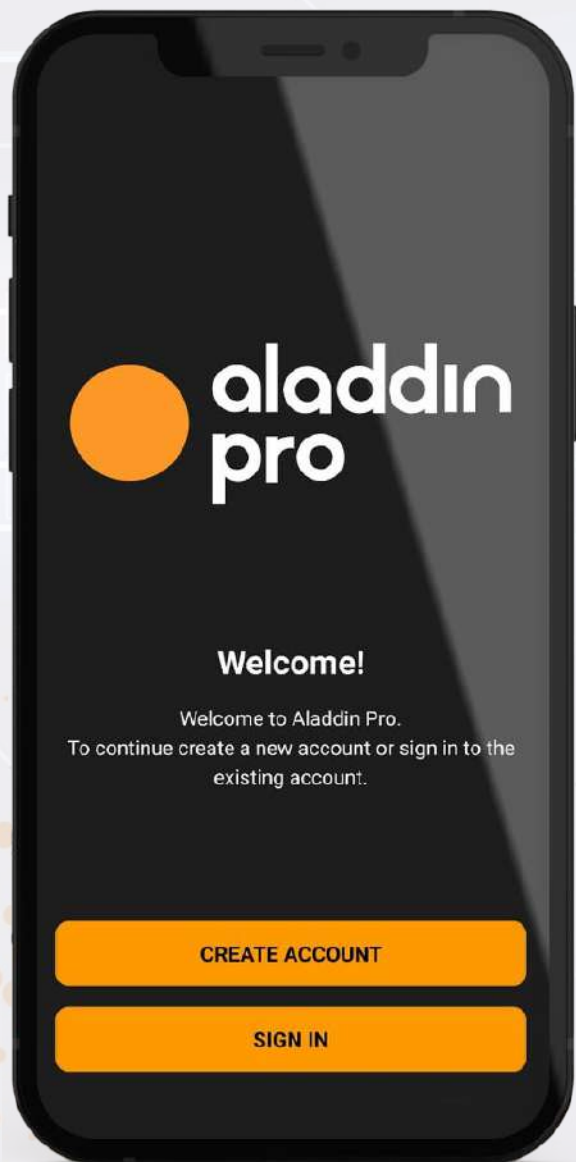 aladdin
pro
Welcome!
Welcome to Aladdin Pro.
To continue create a new account or sign in to the
existing account.
CREATE ACCOUNT
SIGN IN